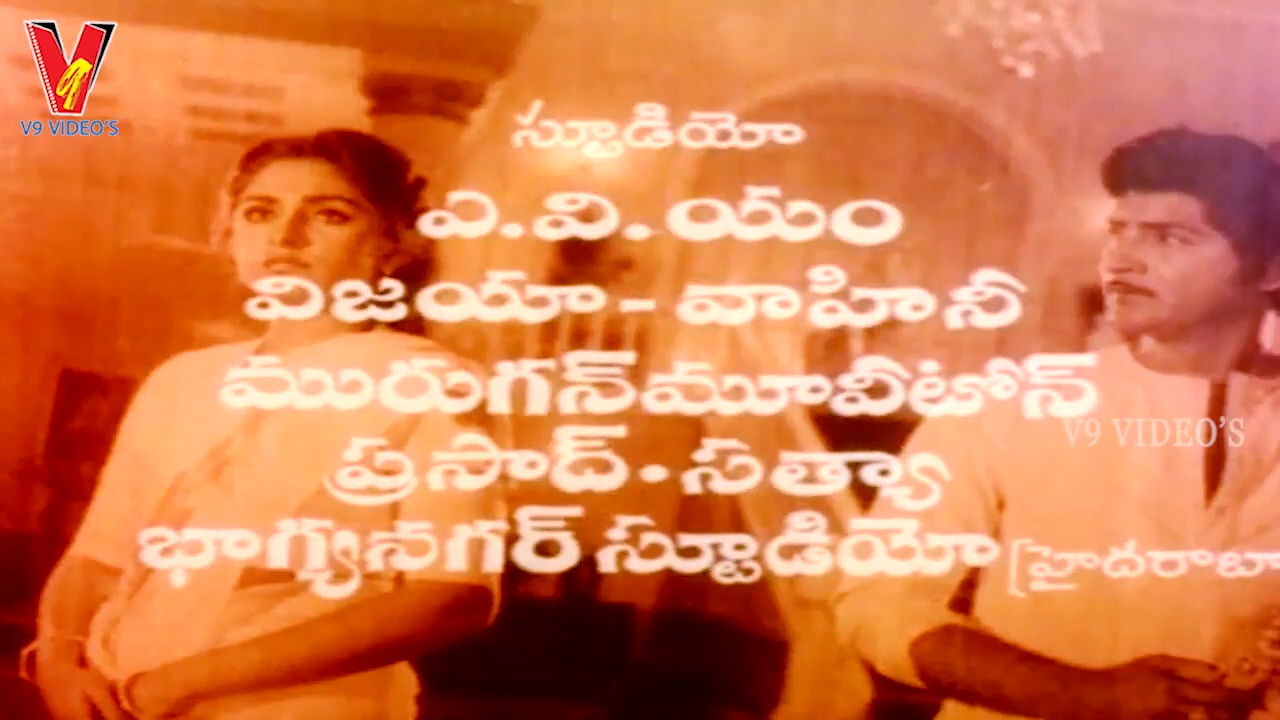 V9 VIDEO'S
స్టూడియో
ఏ.వి.యం
విజయా-వాహినీ
మురుగన్‌మూవీటోన్
V9 VIDEO'S
ప్రసాద్·సత్యా
భాగ్యనగర్ స్టూడియో